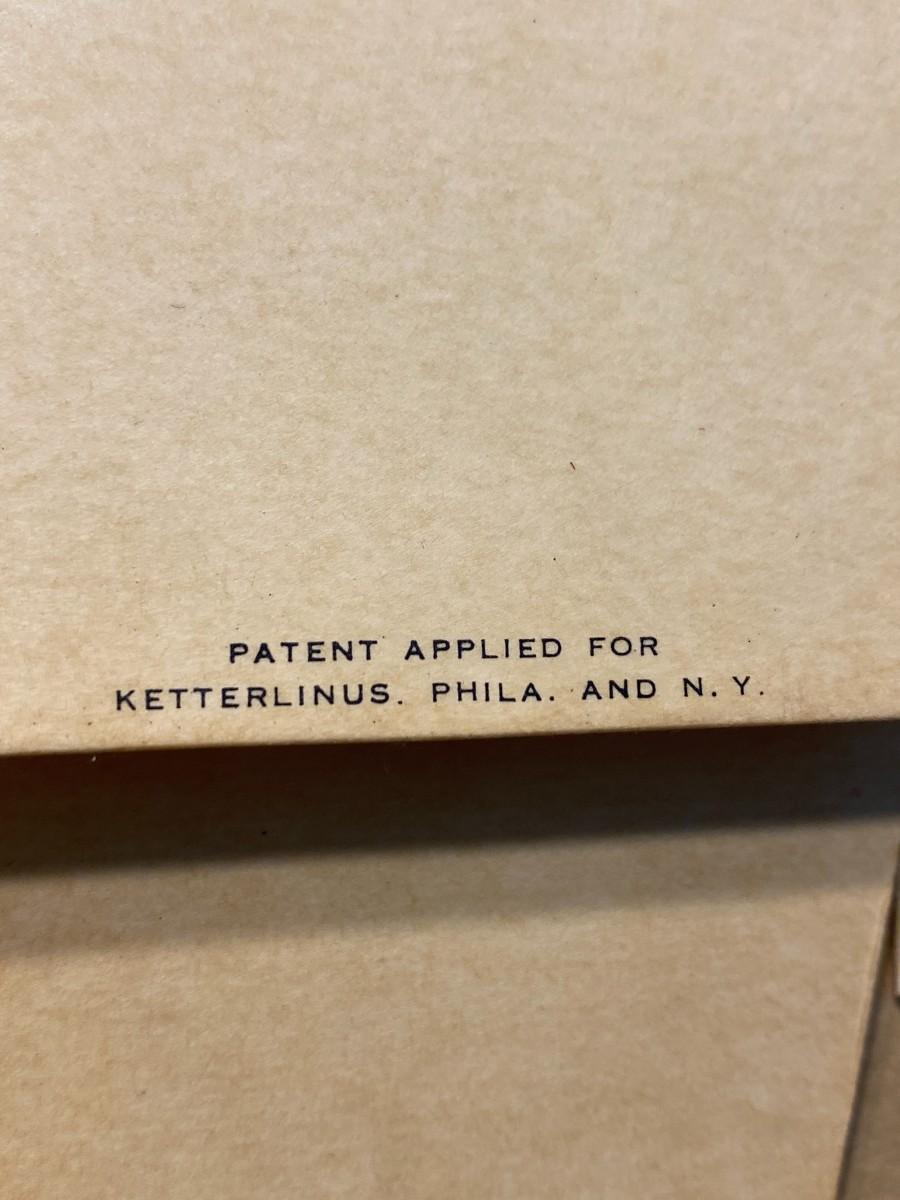 PATENT APPLIED FOR
KETTERLINUS. PHILA. AND N. Y.